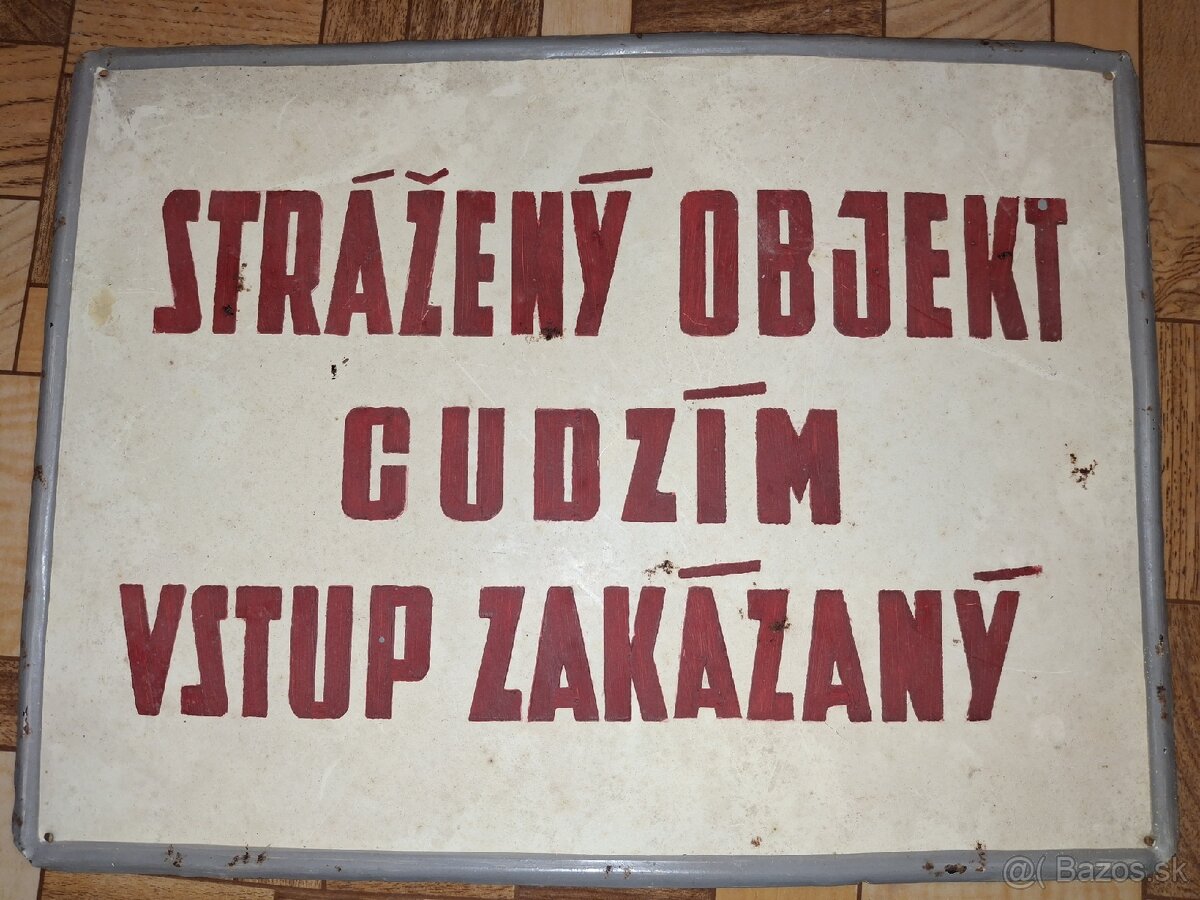 STRÁŽENÝ OBJEKT
CUDZÍM
VSTUP ZAKÁZANÝ
@( Bazos.sk